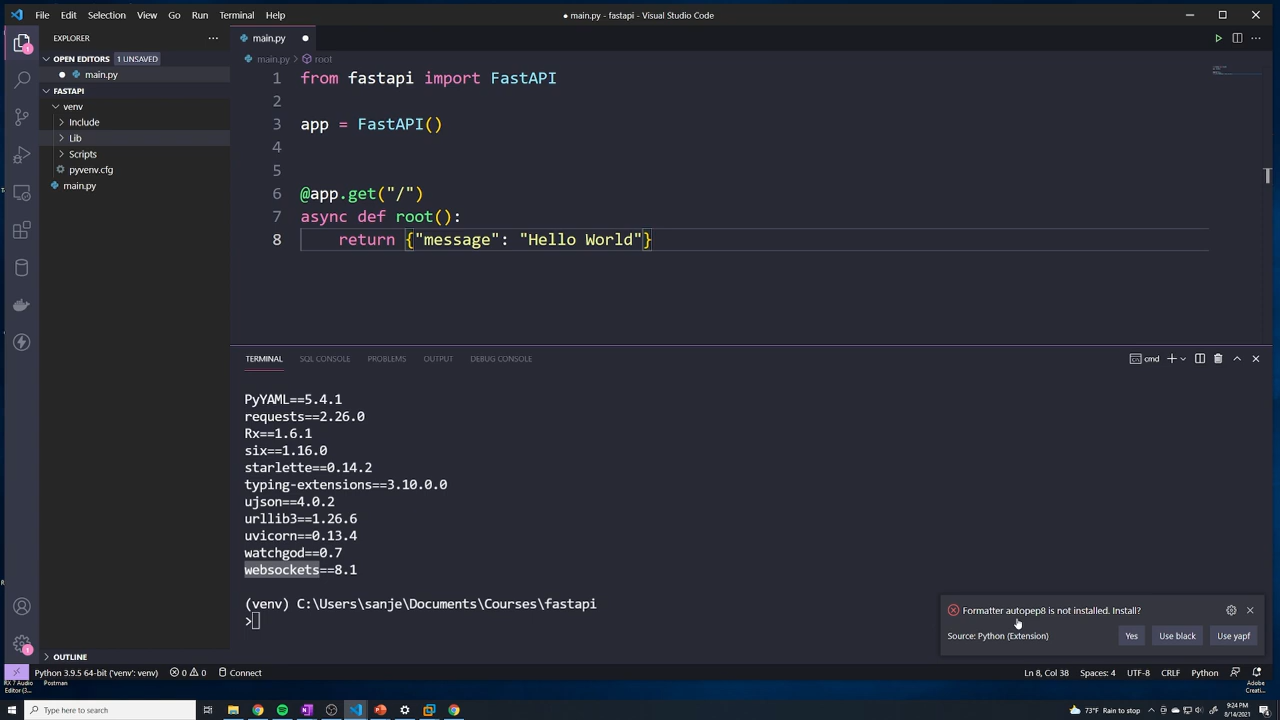 File Edit Selection View Go Run Terminal Help
● main.py - fastapi - Visual Studio Code
EXPLORER
main.py
OPEN EDITORS 1 UNSAVED
main.py
FASTAPI
venv
Include
Lib
Scripts
pyvenv.cfg
main.py
OUTLINE
main.py > root
1 from fastapi import FastAPI
2
3 app = FastAPI()
4
5
6 @app.get("/")
7 async def root():
8 return {"message": "Hello World"}
TERMINAL SQL CONSOLE PROBLEMS OUTPUT DEBUG CONSOLE
cmd
PyYAML==5.4.1
requests==2.26.0
Rx==1.6.1
six==1.16.0
starlette==0.14.2
typing-extensions==3.10.0.0
ujson==4.0.2
urllib3==1.26.6
uvicorn==0.13.4
watchgod==0.7
websockets==8.1
(venv) C:\Users\sanje\Documents\Courses\fastapi
>
Formatter autopep8 is not installed. Install?
Source: Python (Extension)
Yes Use black Use yapf
Python 3.9.5 64-bit ('venv': venv) 0 0 Connect
Ln 8, Col 38 Spaces: 4 UTF-8 CRLF Python
RX / Audio
Editor (3...
Postman
Adobe
Creati...
Type here to search
73°F Rain to stop
9:24 PM
8/14/2021